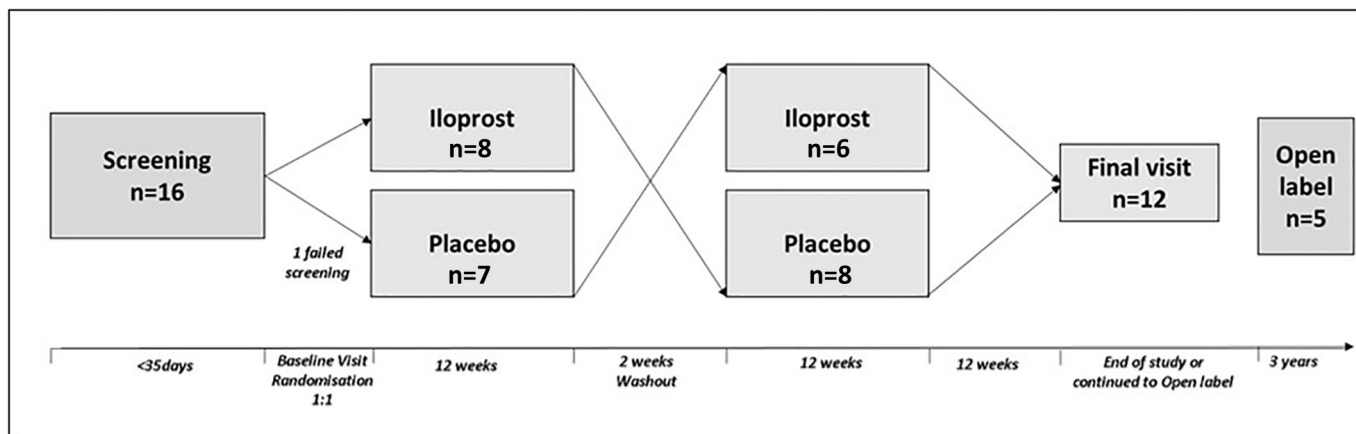 Screening
n=16
1 failed
screening
Iloprost
n=8
Placebo
n=7
Iloprost
n=6
Placebo
n=8
Final visit
n=12
Open
label
n=5
<35days
Baseline Visit
Randomisation
1:1
12 weeks
2 weeks
Washout
12 weeks
12 weeks
End of study or
continued to Open label
3 years